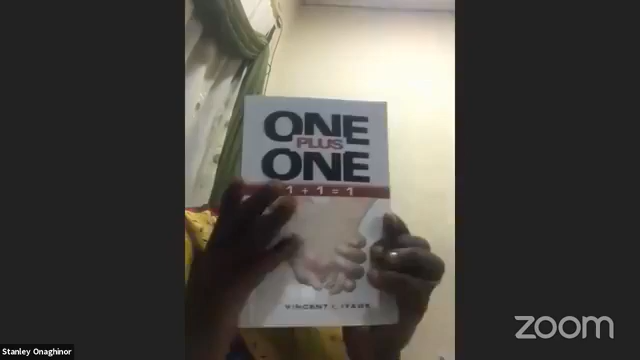 ONE
PLUS
ONE
1 + 1 = 1
VINCENT
zoom
Stanley Onaghinor